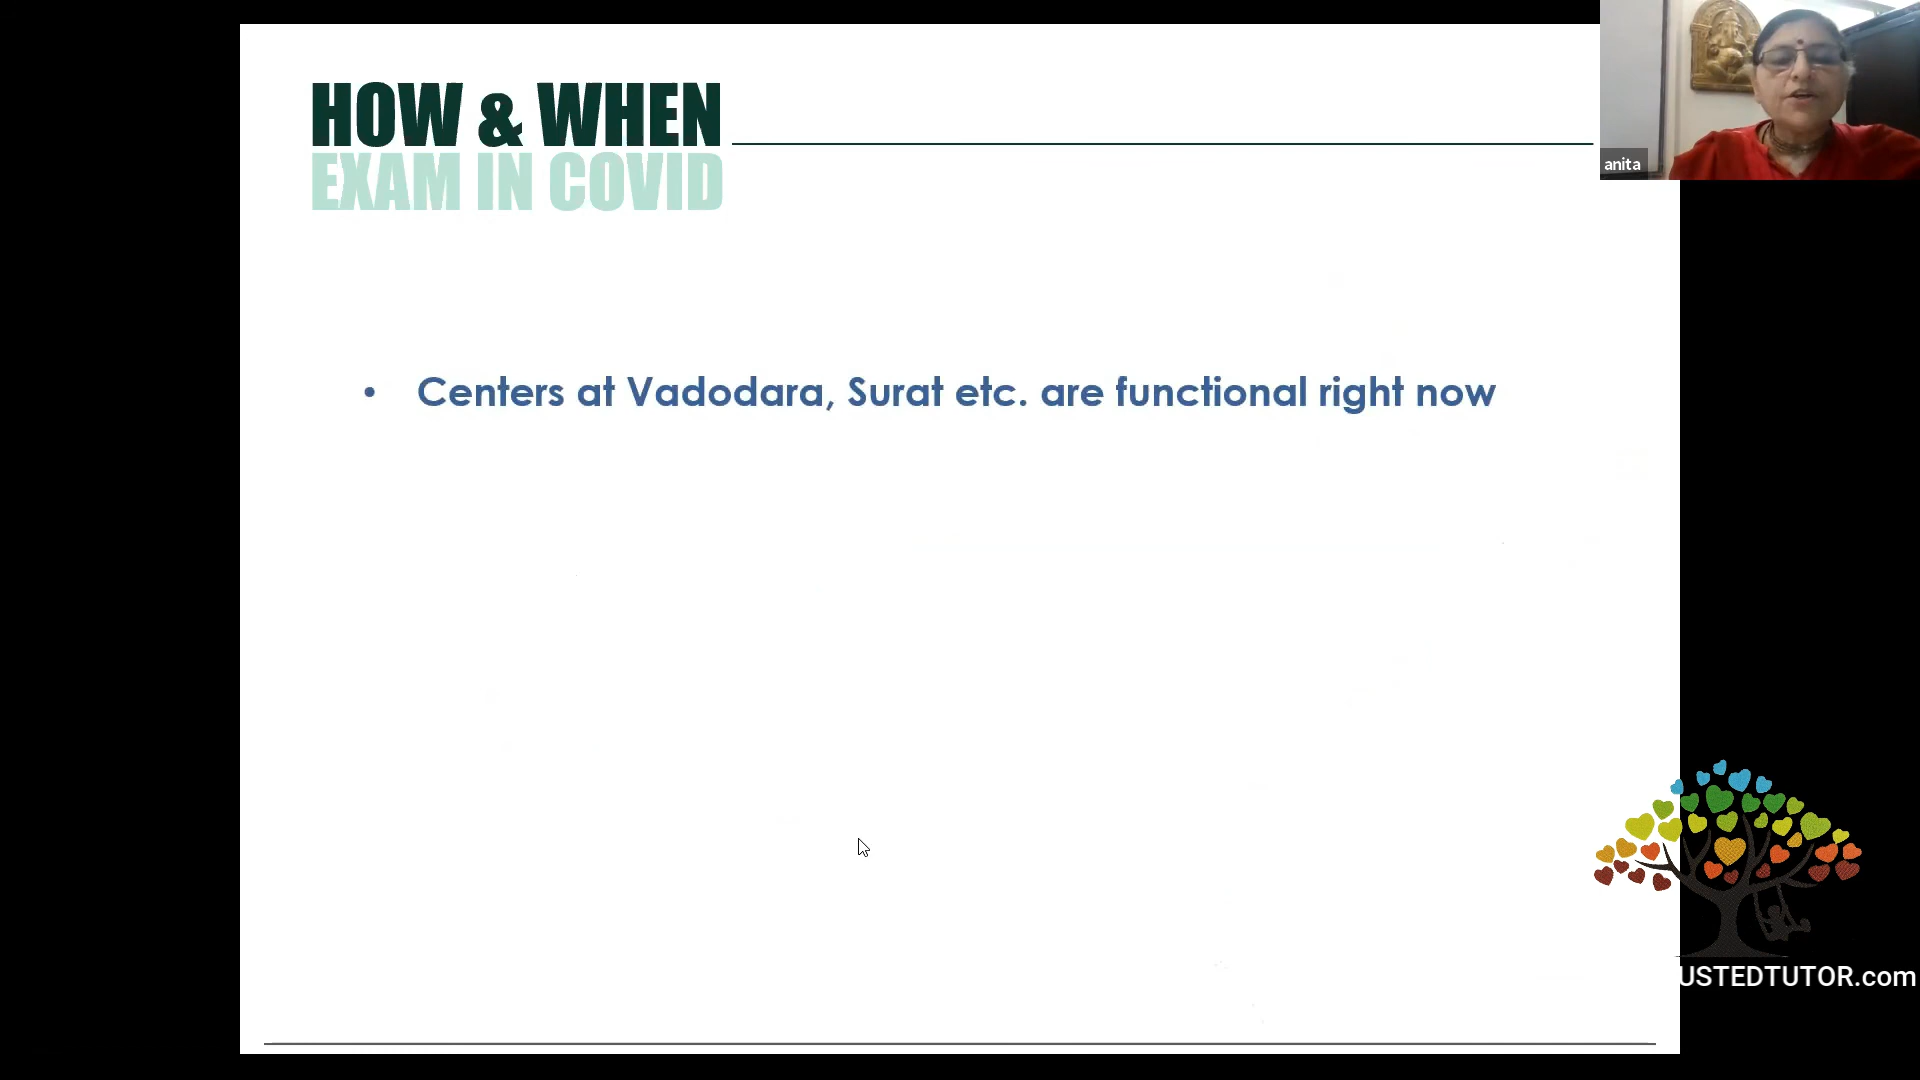 HOW & WHEN
EXAM IN COVID
anita
• Centers at Vadodara, Surat etc. are functional right now
USTEDTUTOR.com